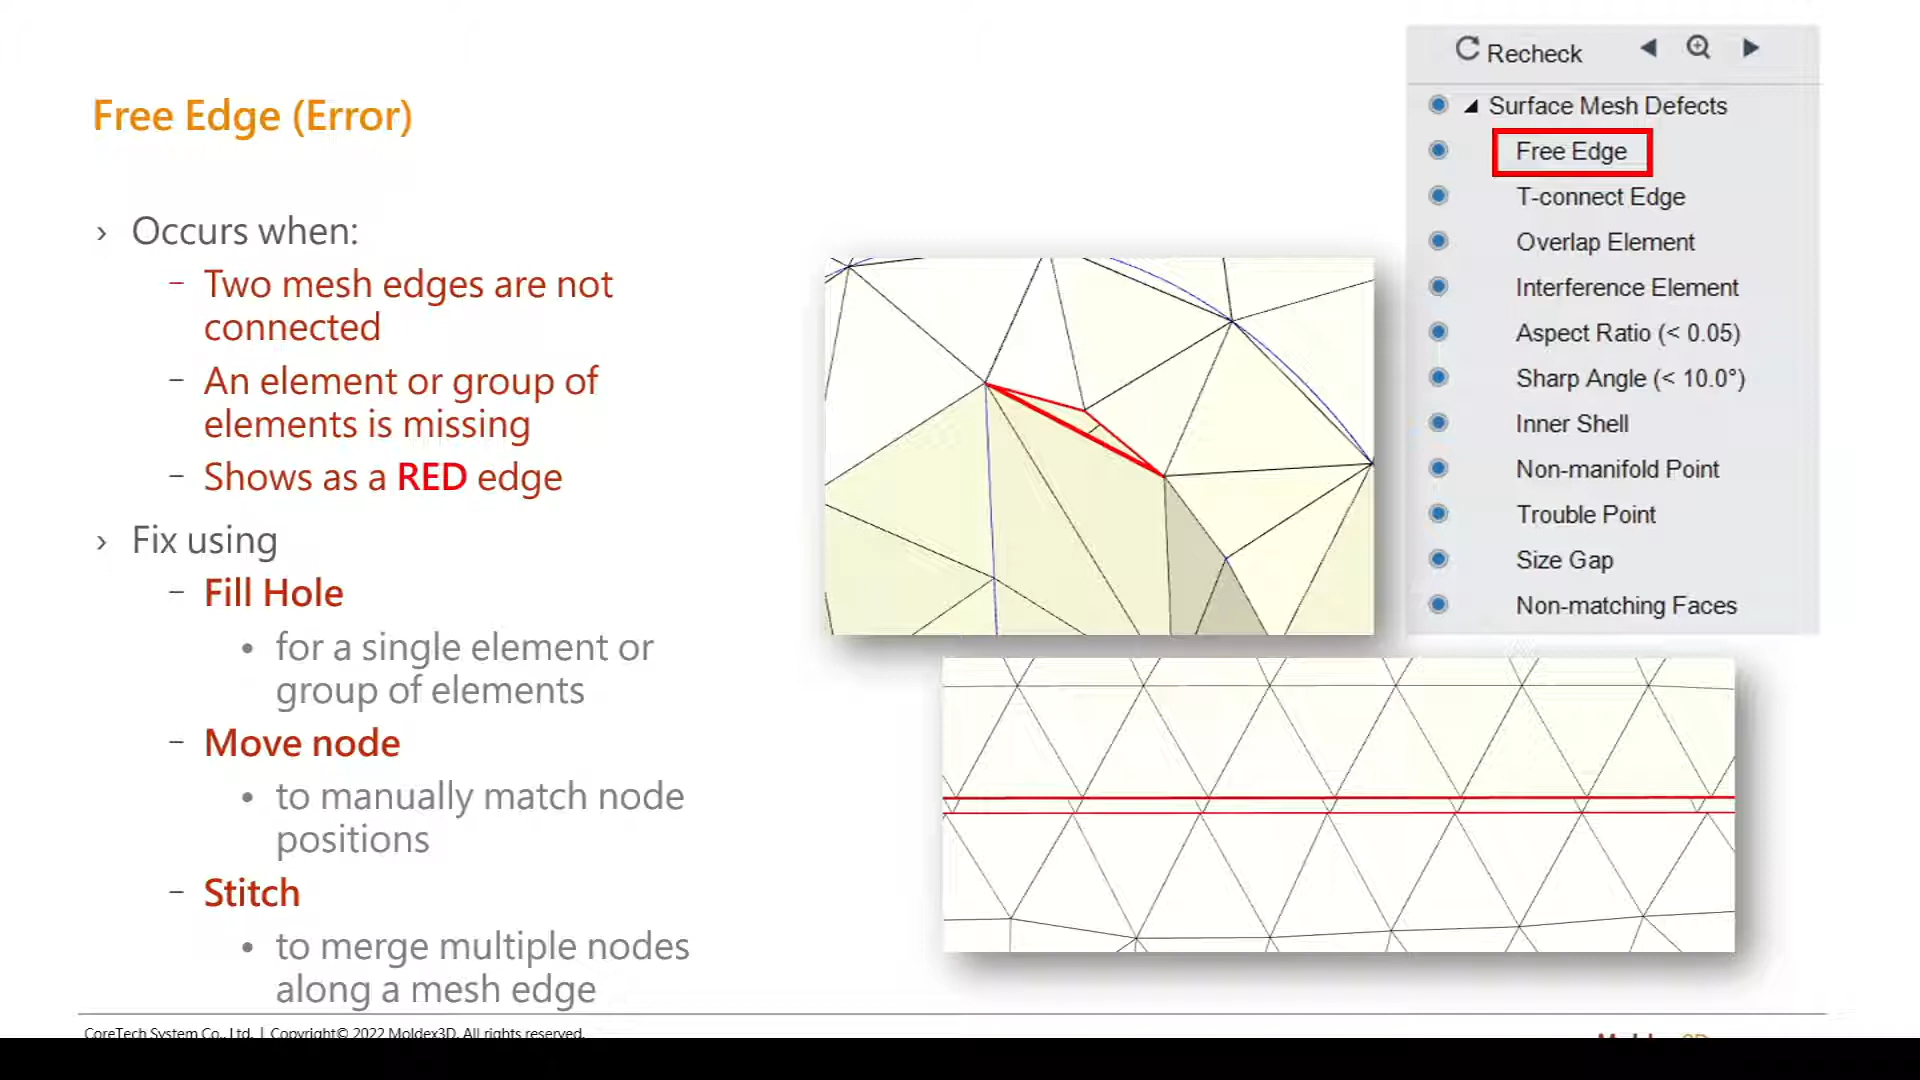 Free Edge (Error)
› Occurs when:
- Two mesh edges are not
connected
- An element or group of
elements is missing
- Shows as a RED edge
› Fix using
- Fill Hole
• for a single element or
group of elements
- Move node
• to manually match node
positions
- Stitch
• to merge multiple nodes
along a mesh edge
Recheck
Surface Mesh Defects
Free Edge
T-connect Edge
Overlap Element
Interference Element
Aspect Ratio (< 0.05)
Sharp Angle (< 10.0°)
Inner Shell
Non-manifold Point
Trouble Point
Size Gap
Non-matching Faces
CoreTech System Co., Ltd. | Copyright© 2022 Moldex3D. All rights reserved.